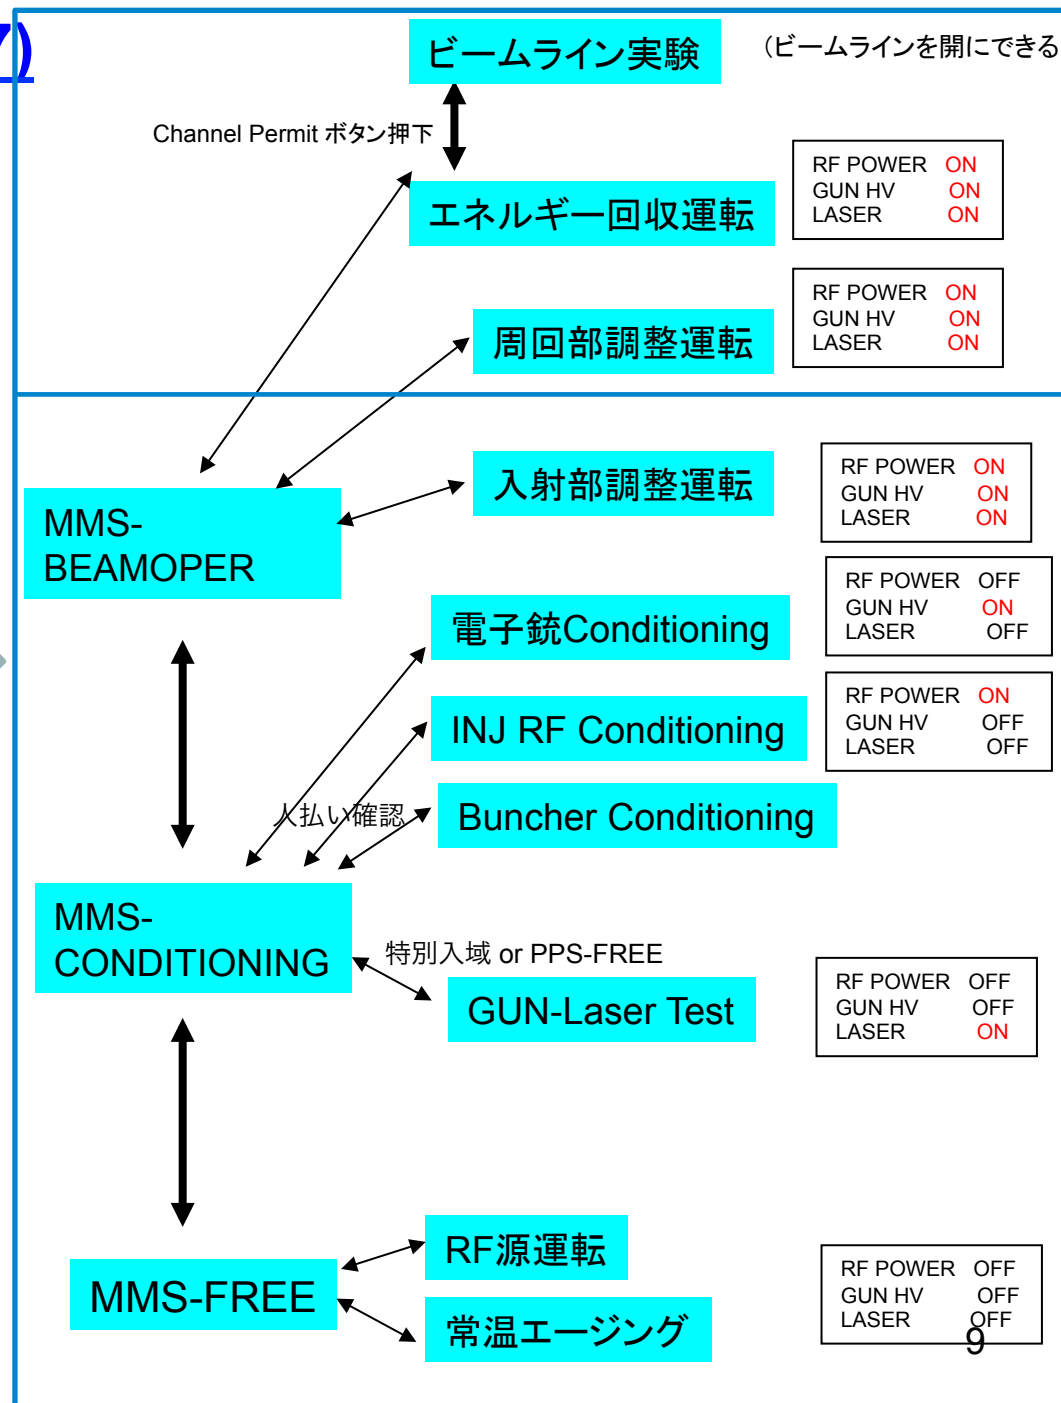 7)
ビームライン実験
(ビームラインを開にできる
Channel Permit ボタン押下
エネルギー回収運転
RF POWER ON
GUN HV ON
LASER ON
周回部調整運転
RF POWER ON
GUN HV ON
LASER ON
入射部調整運転
RF POWER ON
GUN HV ON
LASER ON
MMS-
BEAMOPER
電子銃Conditioning
RF POWER OFF
GUN HV ON
LASER OFF
INJ RF Conditioning
RF POWER ON
GUN HV OFF
LASER OFF
人払い確認
Buncher Conditioning
MMS-
CONDITIONING
特別入域 or PPS-FREE
GUN-Laser Test
RF POWER OFF
GUN HV OFF
LASER ON
RF源運転
MMS-FREE
常温エージング
RF POWER OFF
GUN HV OFF
LASER OFF
9